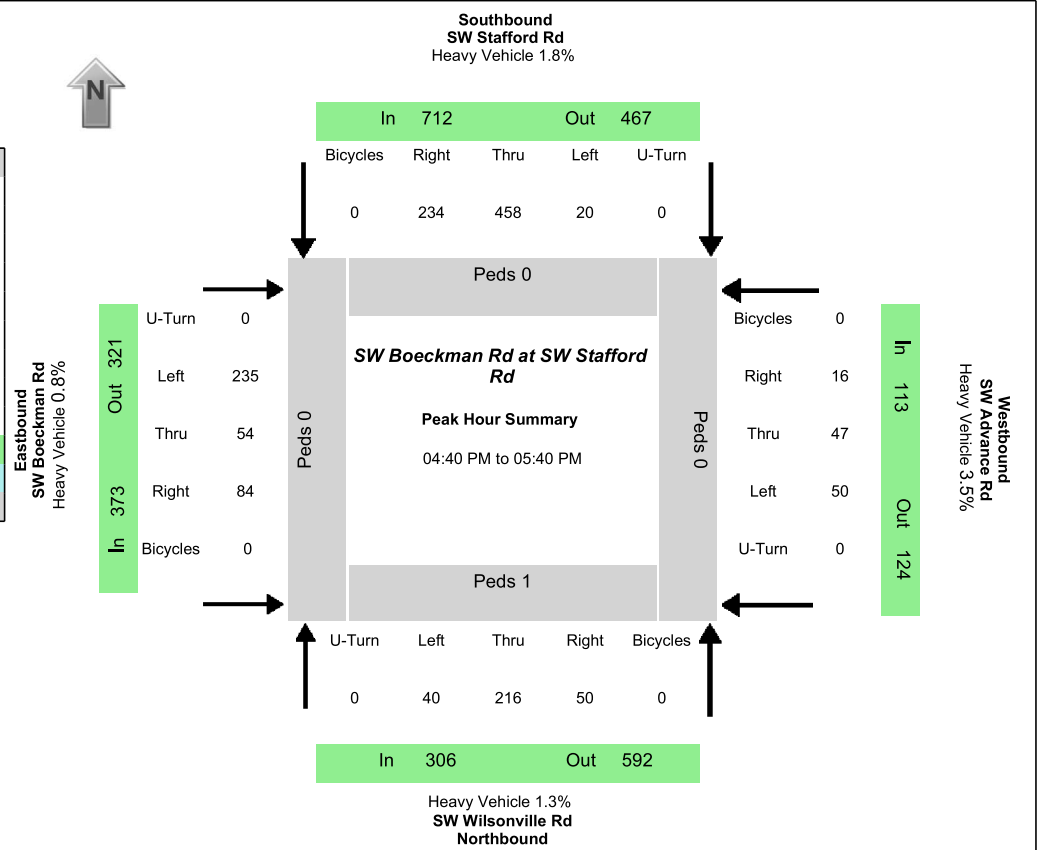 Southbound
SW Stafford Rd
Heavy Vehicle 1.8%
N
In 712 Out 467
Bicycles Right Thru Left U-Turn
0 234 458 20 0
Peds 0
Eastbound
SW Boeckman Rd
Heavy Vehicle 0.8%
Out 321
In 373
U-Turn 0
Left 235
Thru 54
Right 84
Bicycles 0
Peds 0
SW Boeckman Rd at SW Stafford
Rd
Peak Hour Summary
04:40 PM to 05:40 PM
Peds 0
Bicycles 0
Right 16
Thru 47
Left 50
U-Turn 0
In 113
Out 124
Westbound
SW Advance Rd
Heavy Vehicle 3.5%
Peds 1
U-Turn Left Thru Right Bicycles
0 40 216 50 0
In 306 Out 592
Heavy Vehicle 1.3%
SW Wilsonville Rd
Northbound